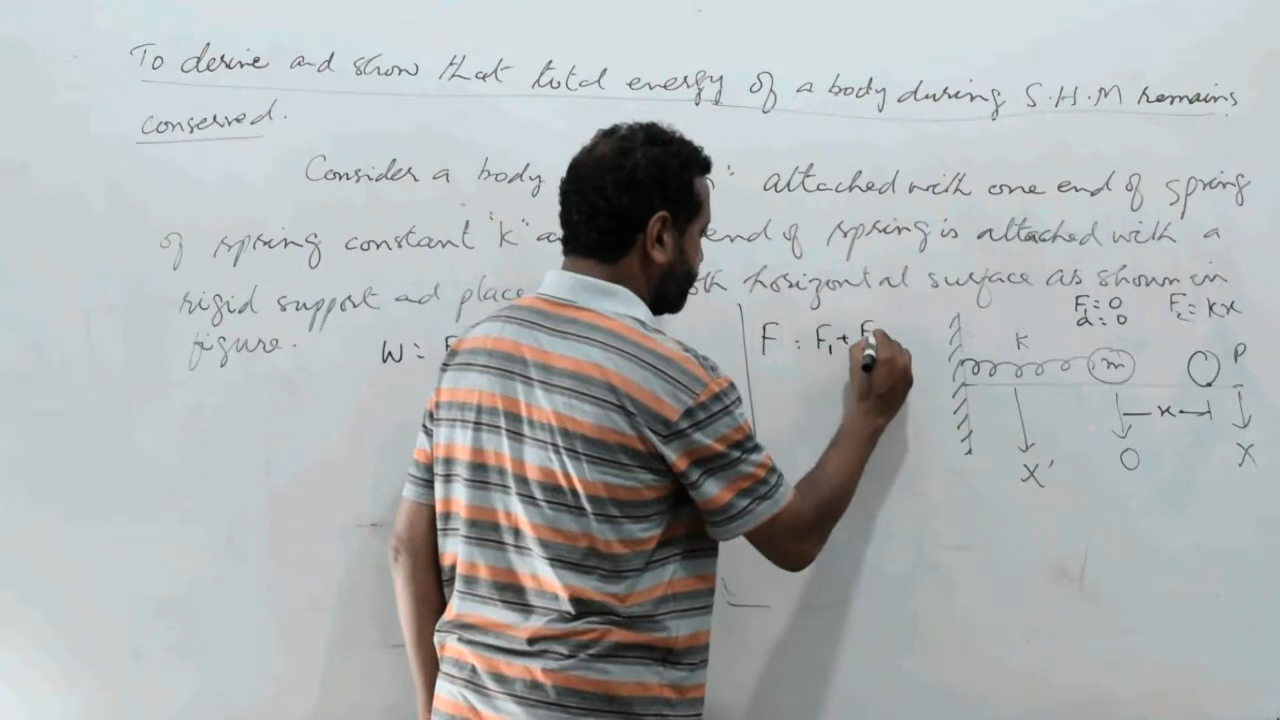 To derive and show that total energy of a body during S.H.M remains
conserved.
Consider a body attached with one end of spring
of spring constant "K" end of spring is attached with a
rigid support ad place horizontal surface as shown in
figure.
W =
F = F₁ + F
F₁ = 0
d = 0
F₂ = Kx
K
m
P
x
X'
O
X